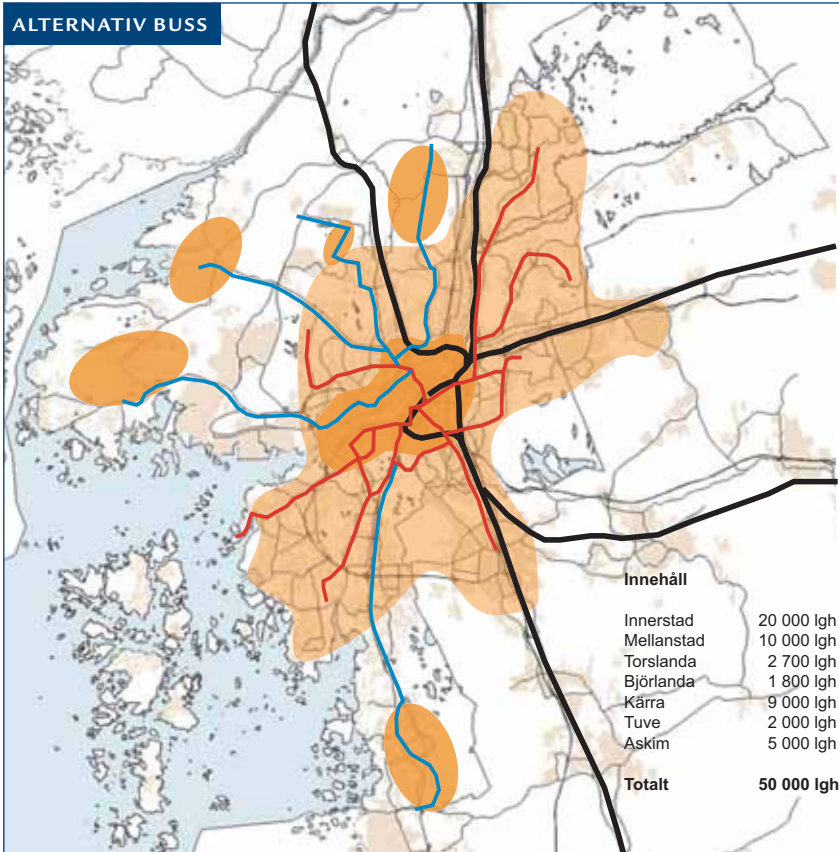 ALTERNATIV BUSS
Innehåll
Innerstad 20 000 lgh
Mellanstad 10 000 lgh
Torslanda 2 700 lgh
Björlanda 1 800 lgh
Kärra 9 000 lgh
Tuve 2 000 lgh
Askim 5 000 lgh
Totalt 50 000 lgh